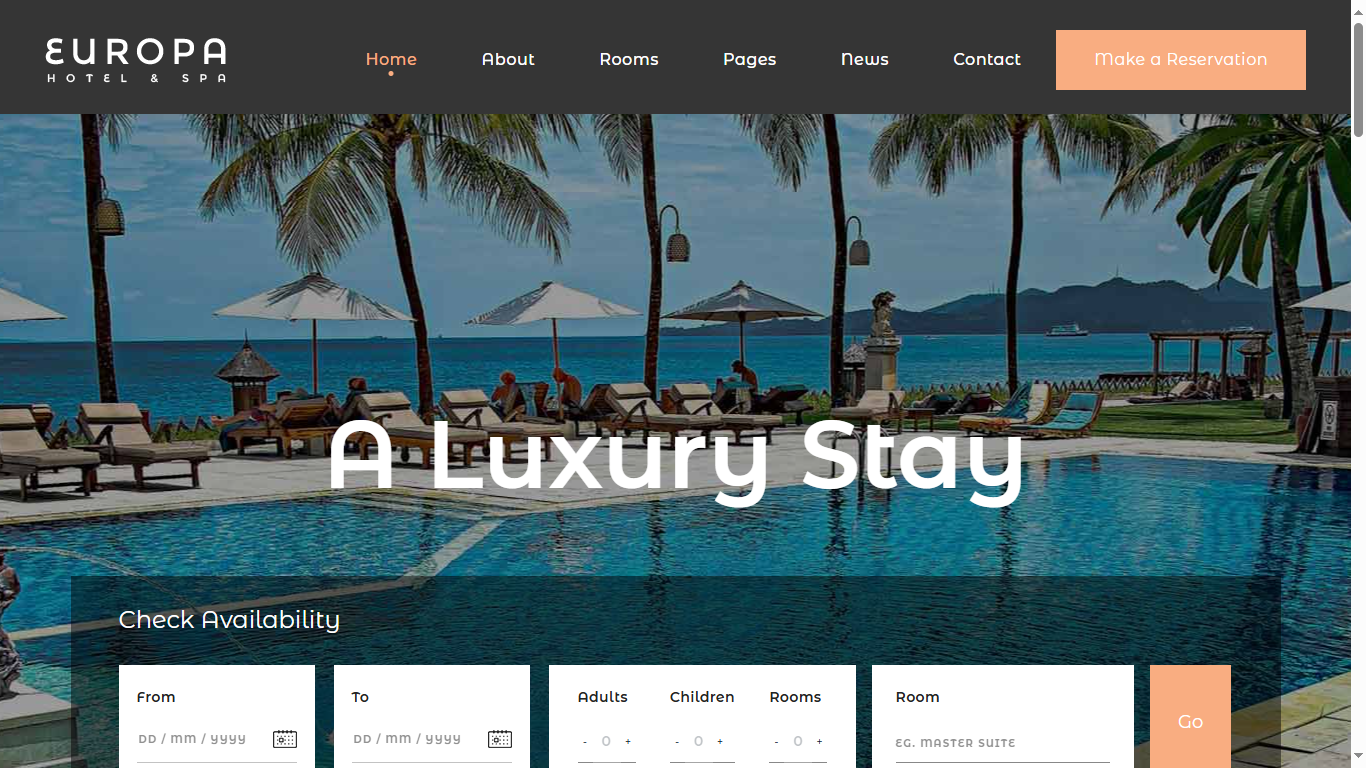 EUROPA
HOTEL & SPA
Home About Rooms Pages News Contact Make a Reservation
A Luxury Stay
Check Availability
From To Adults Children Rooms Room
DD / MM / YYYY DD / MM / YYYY - 0 + - 0 + - 0 + EG. MASTER SUITE
Go